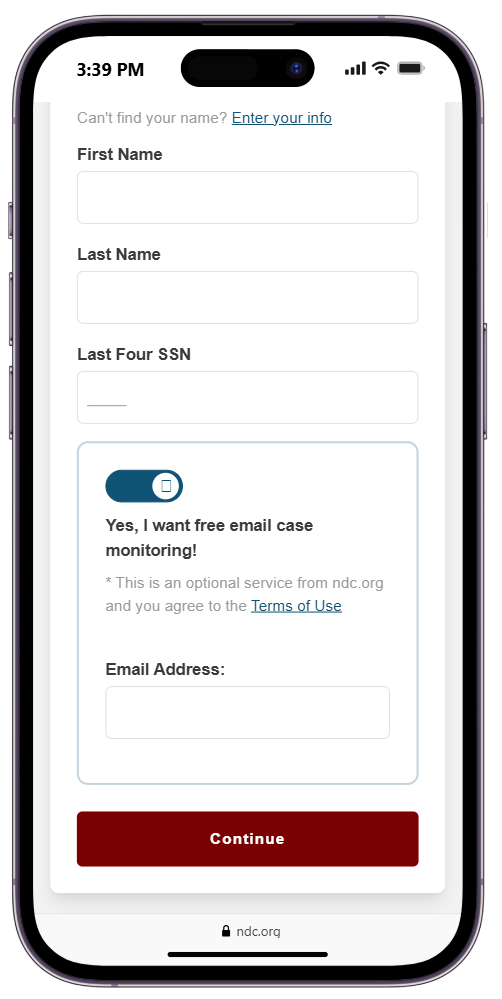 3:39 PM
Can't find your name? Enter your info
First Name
Last Name
Last Four SSN
____
Yes, I want free email case
monitoring!
* This is an optional service from ndc.org
and you agree to the Terms of Use
Email Address:
Continue
ndc.org